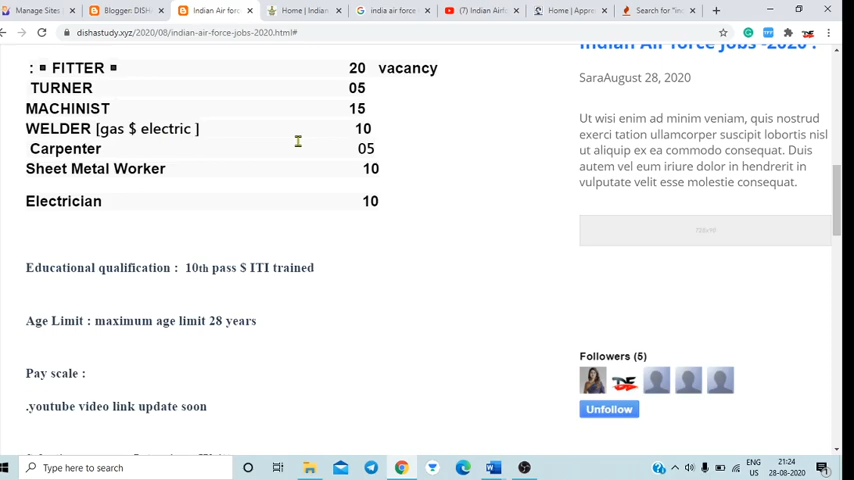 Manage Sites |
Blogger: DISHA
Indian Air forc
Home | Indian
india air force
(7) Indian Airf
Home | Appre
Search for "in
dishastudy.xyz/2020/08/indian-air-force-jobs-2020.html#
Indian Air force jobs -2020 !
: ▪ FITTER ▪ 20 vacancy
TURNER 05
MACHINIST 15
WELDER [gas $ electric ] 10
Carpenter 05
Sheet Metal Worker 10
Electrician 10
Educational qualification : 10th pass $ ITI trained
Age Limit : maximum age limit 28 years
Pay scale :
.youtube video link update soon
SaraAugust 28, 2020
Ut wisi enim ad minim veniam, quis nostrud
exerci tation ullamcorper suscipit lobortis nisl
ut aliquip ex ea commodo consequat. Duis
autem vel eum iriure dolor in hendrerit in
vulputate velit esse molestie consequat.
Followers (5)
Unfollow
Type here to search
ENG
US
21:24
28-08-2020